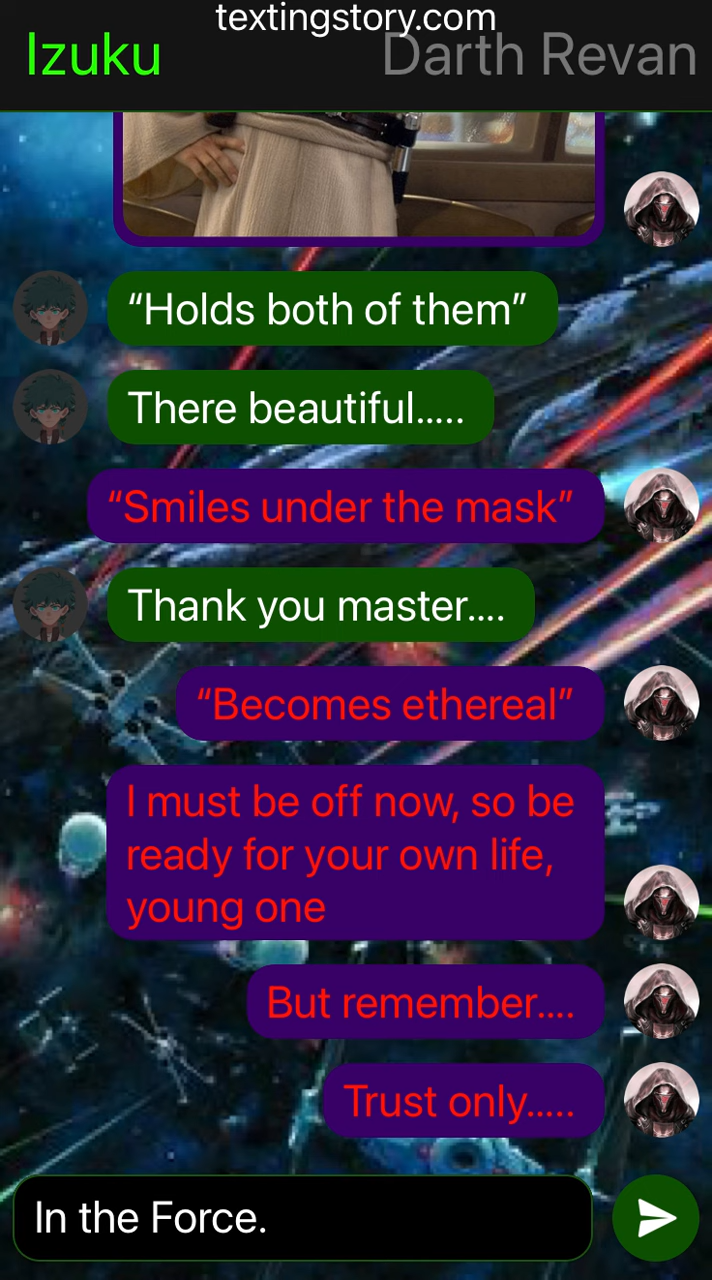 textingstory.com
Izuku
Darth Revan
“Holds both of them”
There beautiful.....
“Smiles under the mask”
Thank you master....
“Becomes ethereal”
I must be off now, so be
ready for your own life,
young one
But remember....
Trust only.....
In the Force.